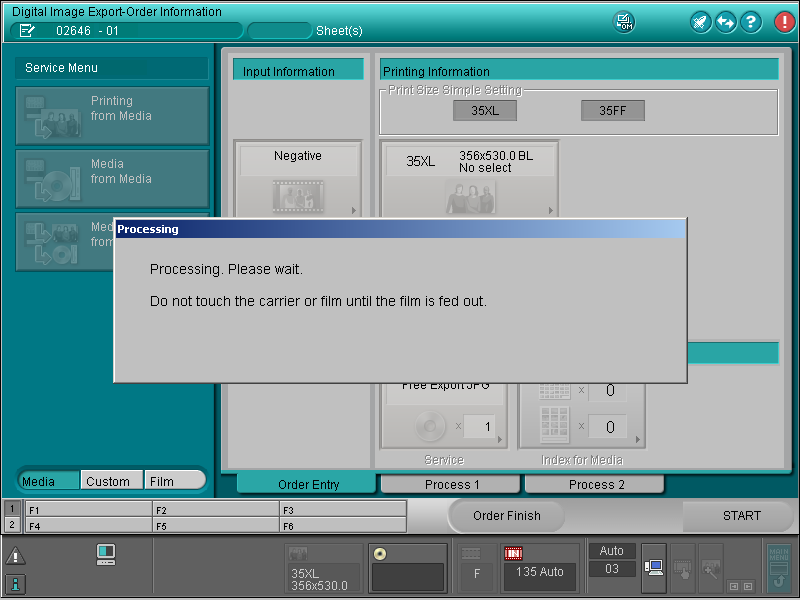 Digital Image Export-Order Information
02646 - 01
Sheet(s)
DM
?
!
Service Menu
Printing
from Media
Media
from Media
Med
from
Input Information
Negative
Printing Information
Print Size Simple Setting
35XL
35FF
35XL
356x530.0 BL
No select
Processing
Processing. Please wait.
Do not touch the carrier or film until the film is fed out.
Free Export JPG
x 1
Service
x 0
x 0
Index for Media
Media
Custom
Film
Order Entry
Process 1
Process 2
1
2
F1
F2
F3
F4
F5
F6
Order Finish
START
35XL
356x530.0
F
135 Auto
Auto
03
MAIN
MENU